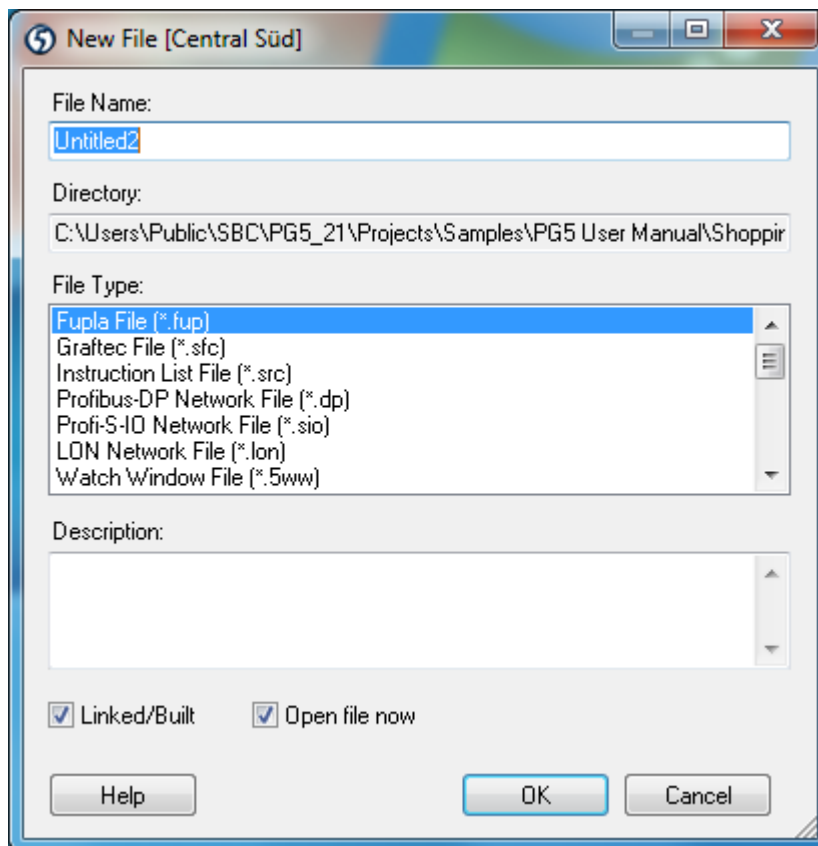 New File [Central Süd]
File Name:
Untitled2
Directory:
C:\Users\Public\SBC\PG5_21\Projects\Samples\PG5 User Manual\Shoppin
File Type:
Fupla File (*.fup)
Graftec File (*.sfc)
Instruction List File (*.src)
Profibus-DP Network File (*.dp)
Profi-S-IO Network File (*.sio)
LON Network File (*.lon)
Watch Window File (*.5ww)
Description:
Linked/Built Open file now
Help OK Cancel